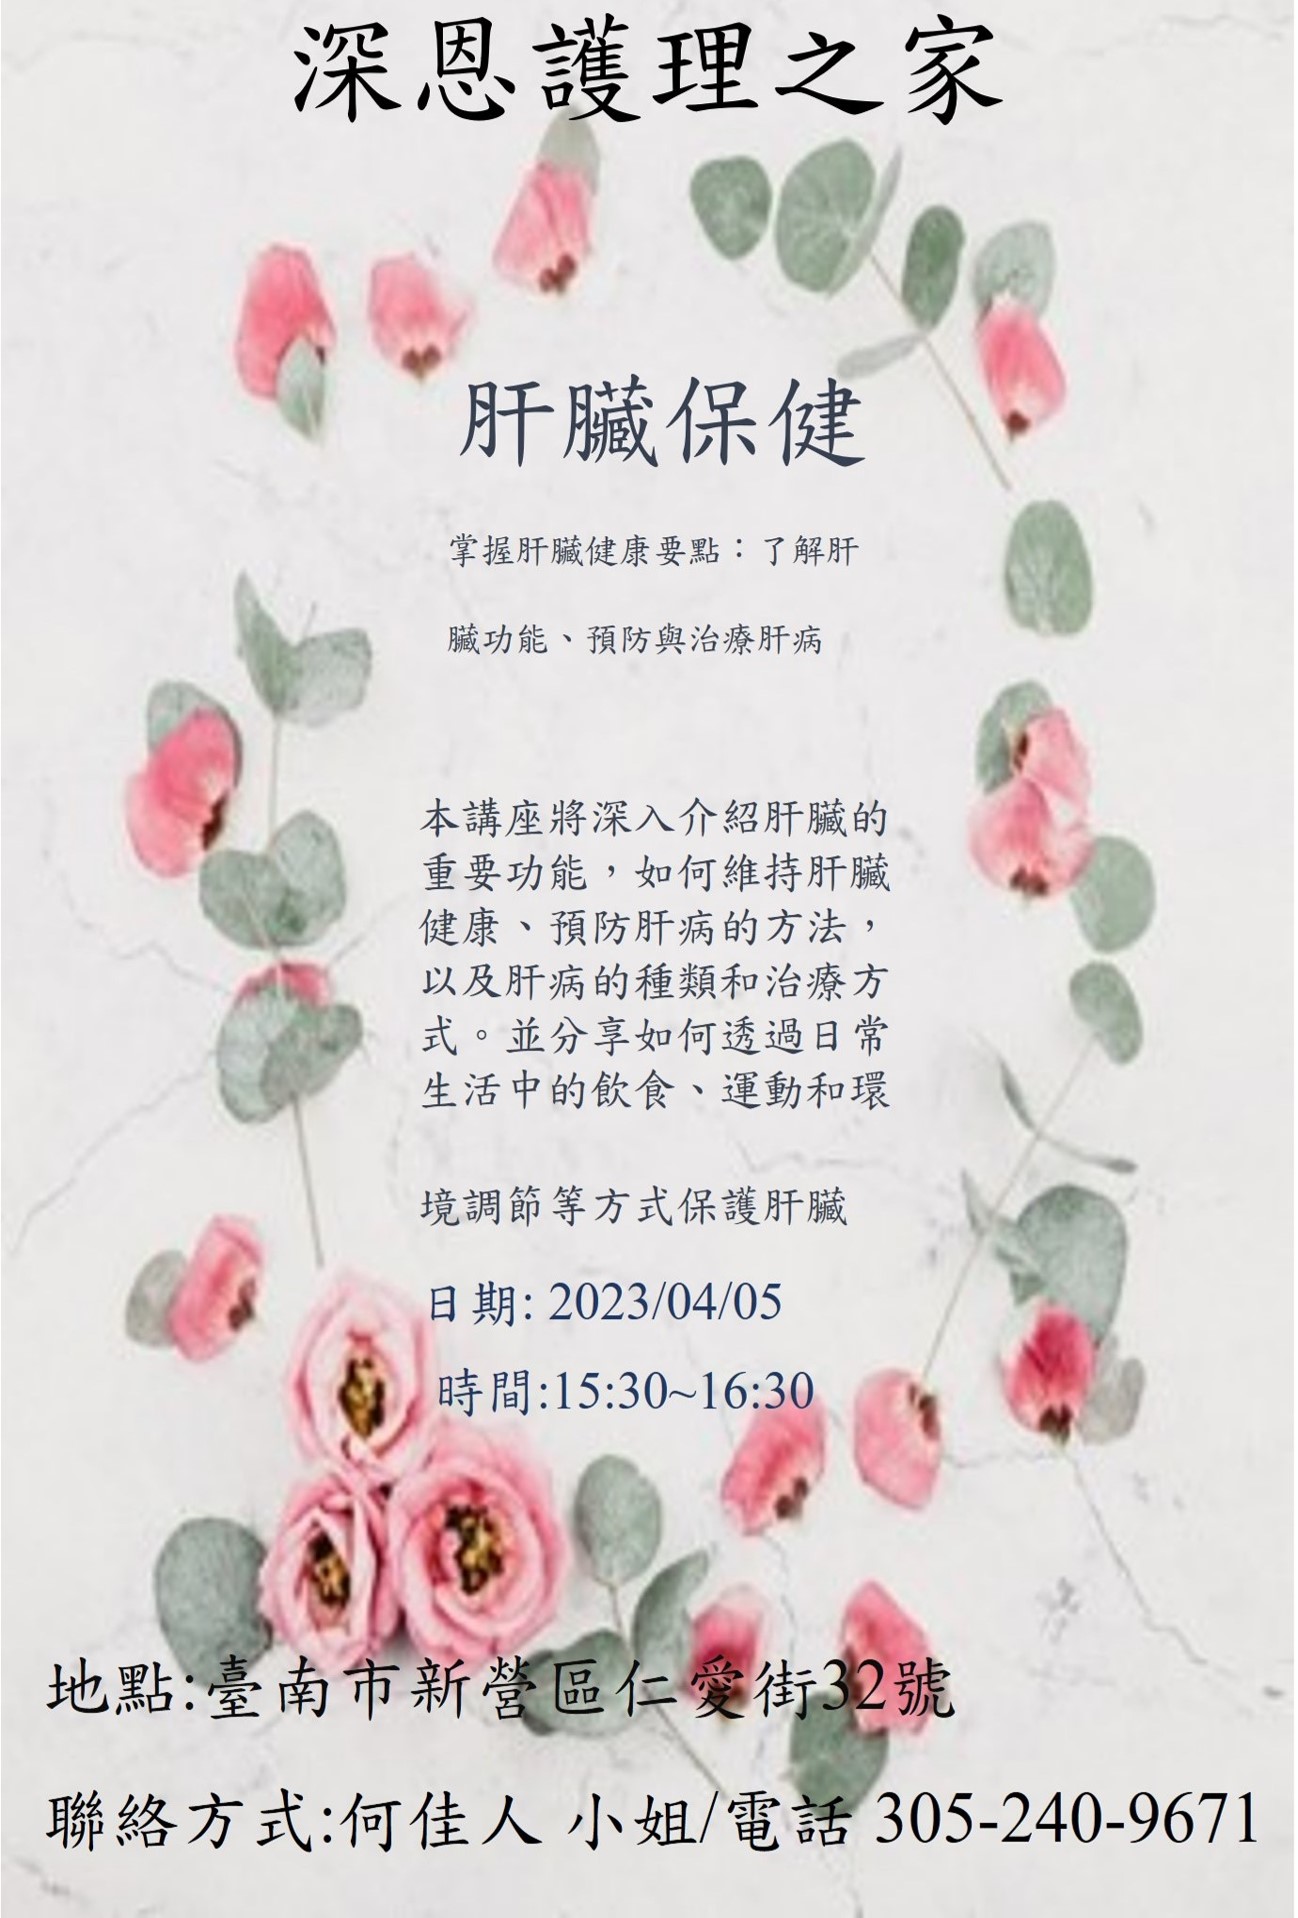 深恩護理之家
肝臟保健
掌握肝臟健康要點：了解肝
臟功能、預防與治療肝病
本講座將深入介紹肝臟的
重要功能，如何維持肝臟
健康、預防肝病的方法，
以及肝病的種類和治療方
式。並分享如何透過日常
生活中的飲食、運動和環
境調節等方式保護肝臟
日期: 2023/04/05
時間:15:30~16:30
地點:臺南市新營區仁愛街32號
聯絡方式:何佳人 小姐/電話 305-240-9671